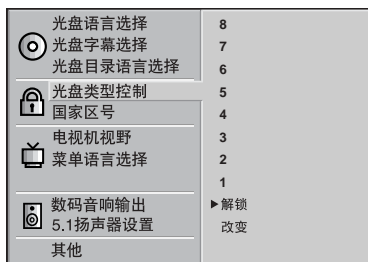 光盘语言选择
光盘字幕选择
光盘目录语言选择
光盘类型控制
国家区号
电视机视野
菜单语言选择
数码音响输出
5.1扬声器设置
其他
8
7
6
5
4
3
2
1
▶解锁
改变